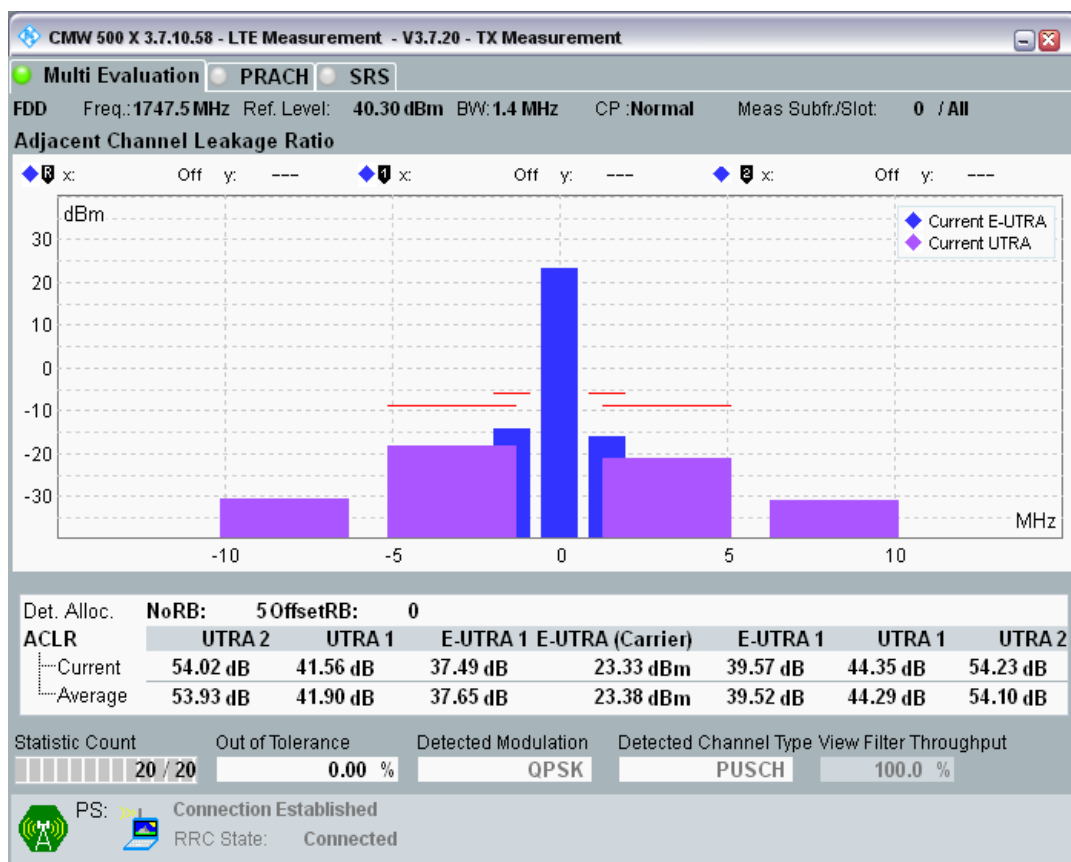 CMW 500 X 3.7.10.58 - LTE Measurement - V3.7.20 - TX Measurement
Multi Evaluation PRACH SRS
FDD Freq.: 1747.5 MHz Ref. Level: 40.30 dBm BW: 1.4 MHz CP :Normal Meas Subfr./Slot: 0 / All
Adjacent Channel Leakage Ratio
R x: Off y: --- 1 x: Off y: --- 2 x: Off y: ---
dBm
Current E-UTRA
Current UTRA
30
20
10
0
-10
-20
-30
MHz
-10 -5 0 5 10
Det. Alloc. NoRB: 5 OffsetRB: 0
ACLR UTRA 2 UTRA 1 E-UTRA 1 E-UTRA (Carrier) E-UTRA 1 UTRA 1 UTRA 2
Current 54.02 dB 41.56 dB 37.49 dB 23.33 dBm 39.57 dB 44.35 dB 54.23 dB
Average 53.93 dB 41.90 dB 37.65 dB 23.38 dBm 39.52 dB 44.29 dB 54.10 dB
Statistic Count Out of Tolerance Detected Modulation Detected Channel Type View Filter Throughput
20 / 20 0.00 % QPSK PUSCH 100.0 %
PS: Connection Established
RRC State: Connected